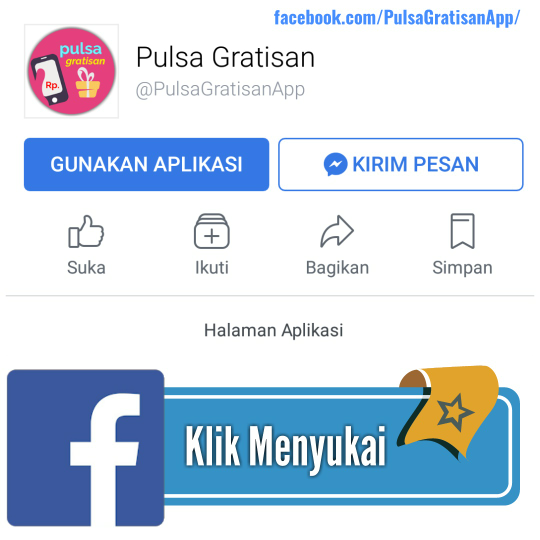 facebook.com/PulsaGratisanApp/
pulsa
gratisan
Rp.
Pulsa Gratisan
@PulsaGratisanApp
GUNAKAN APLIKASI
KIRIM PESAN
Suka
Ikuti
Bagikan
Simpan
Halaman Aplikasi
f
Klik Menyukai